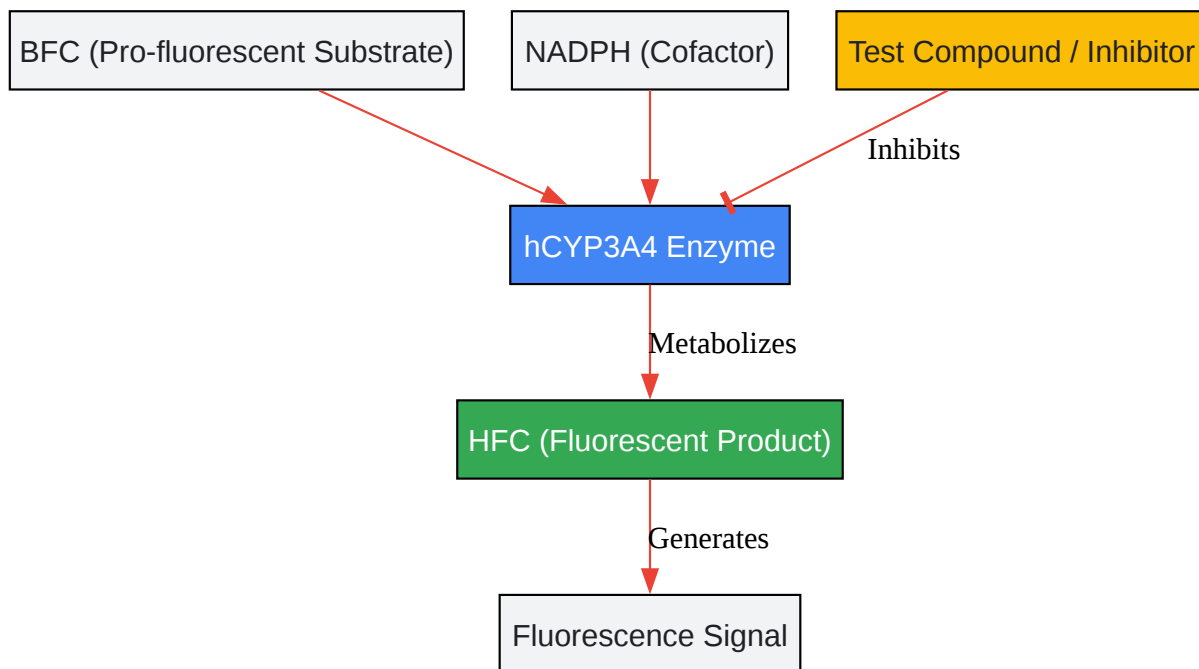 BFC (Pro-fluorescent Substrate)
NADPH (Cofactor)
Test Compound / Inhibitor
Inhibits
hCYP3A4 Enzyme
Metabolizes
HFC (Fluorescent Product)
Generates
Fluorescence Signal